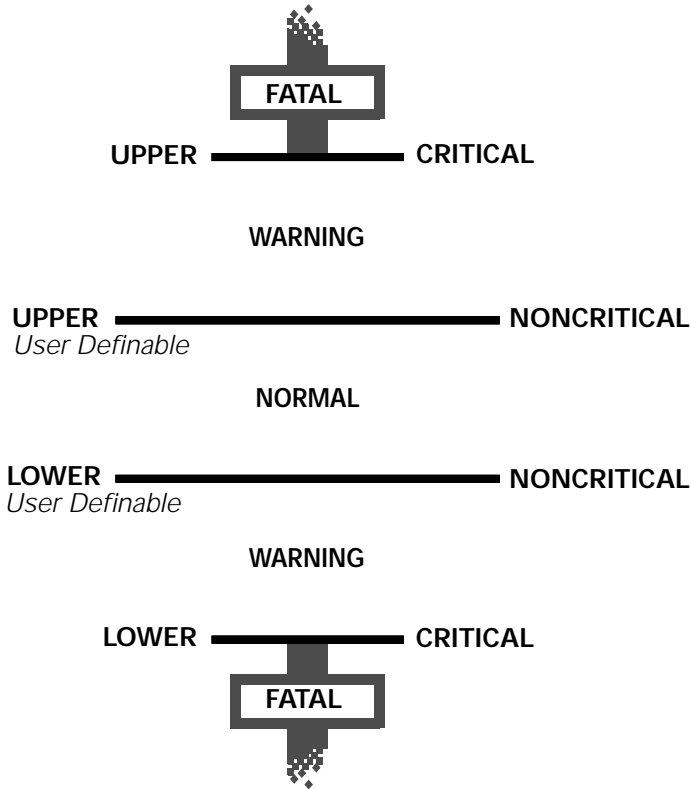 FATAL
UPPER CRITICAL
WARNING
UPPER NONCRITICAL
User Definable
NORMAL
LOWER NONCRITICAL
User Definable
WARNING
LOWER CRITICAL
FATAL